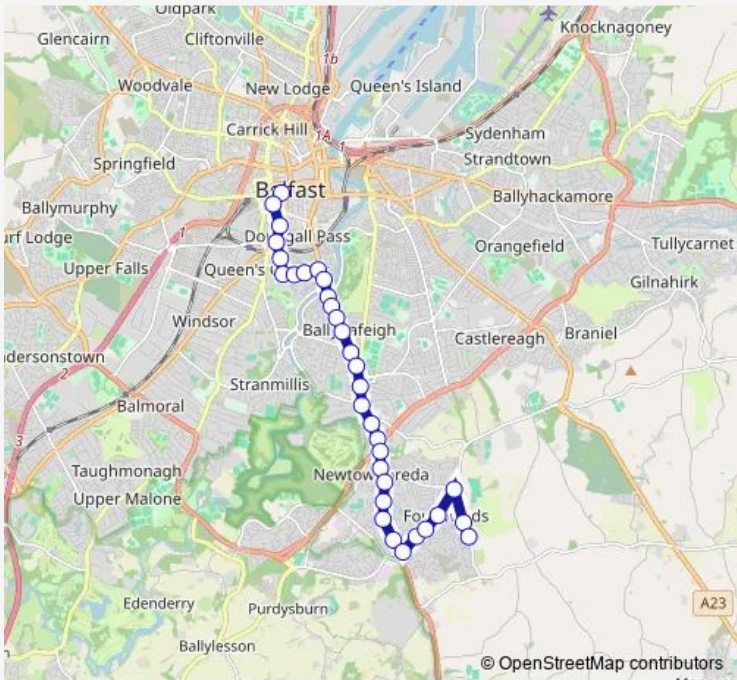 Oldpark
Knocknagoney
Glencairn
Cliftonville
1b
Woodvale
New Lodge
Queen's Island
Carrick Hill
1A
1
Sydenham
Springfield
Strandtown
Belfast
Ballyhackamore
Ballymurphy
1
urf Lodge
Donegall Pass
Orangefield
Tullycarnet
Upper Falls
Queen's
Gilnahirk
Windsor
Ballynafeigh
Castlereagh
Braniel
ndersonstown
2
Stranmillis
Balmoral
3
Taughmonagh
Newtownbreda
Upper Malone
Four Winds
Edenderry
Purdysburn
A23
Ballylesson
© OpenStreetMap contributors